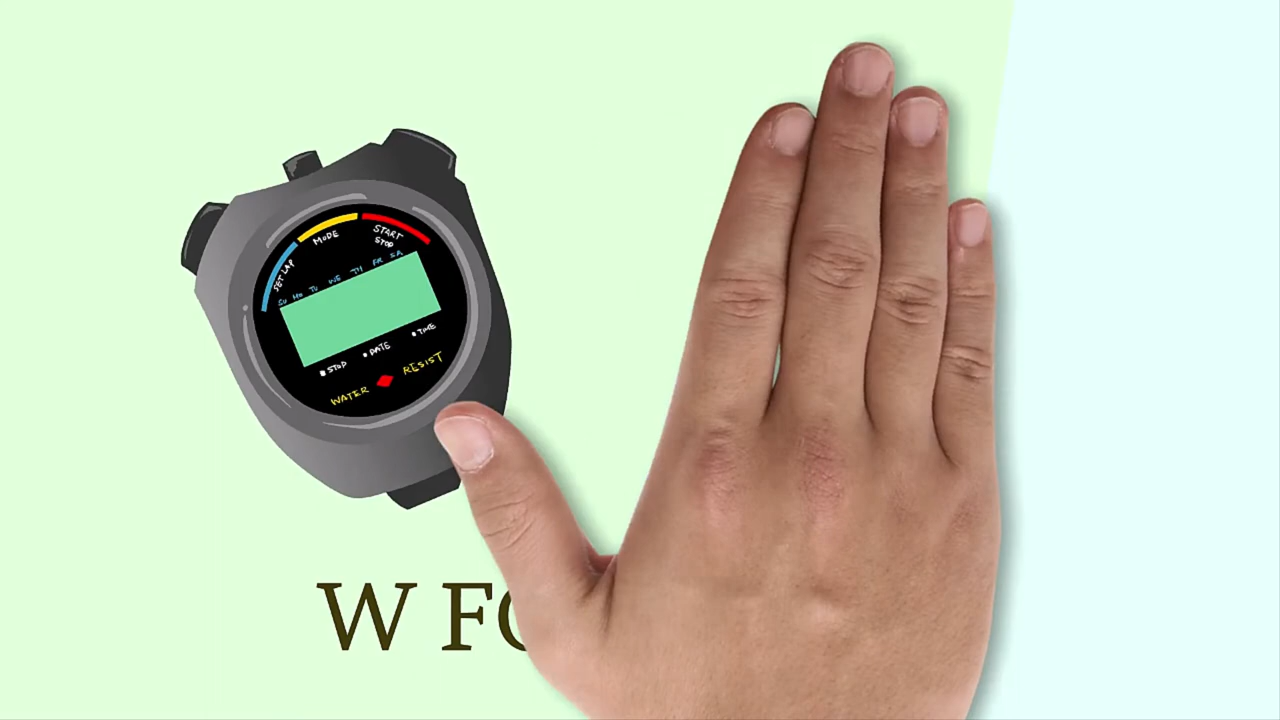 SET LAP
MODE
START
STOP
SU MO TU WE TH FR SA
STOP DATE TIME
WATER RESIST
W FO